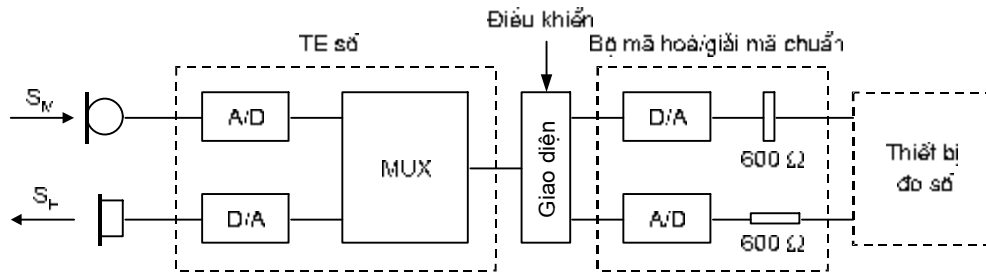 Điều khiển
TE số
Bộ mã hoá/giải mã chuẩn
S_M
A/D
D/A
MUX
Giao diện
600 Ω
Thiết bị
đo số
S_F
D/A
A/D
600 Ω